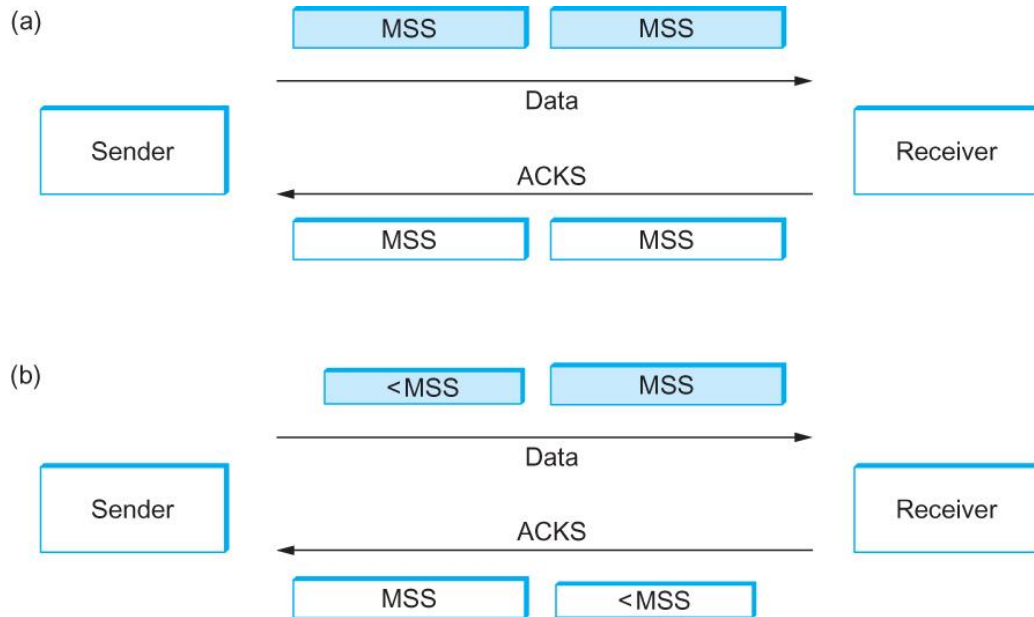 (a)
MSS MSS
Data
Sender Receiver
ACKS
MSS MSS
(b)
<MSS MSS
Data
Sender Receiver
ACKS
MSS <MSS